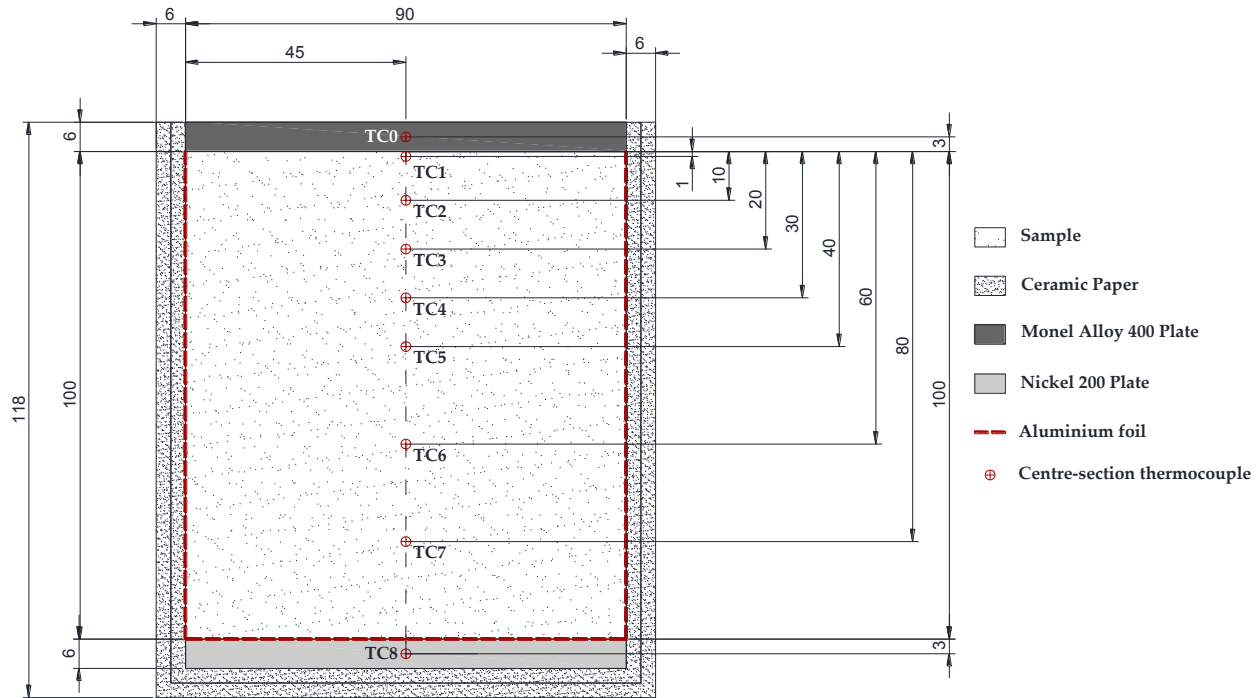 6
90
6
45
6
TC0
3
TC1
1
10
TC2
20
TC3
30
TC4
40
TC5
60
TC6
80
TC7
100
118
100
6
TC8
3
Sample
Ceramic Paper
Monel Alloy 400 Plate
Nickel 200 Plate
Aluminium foil
Centre-section thermocouple